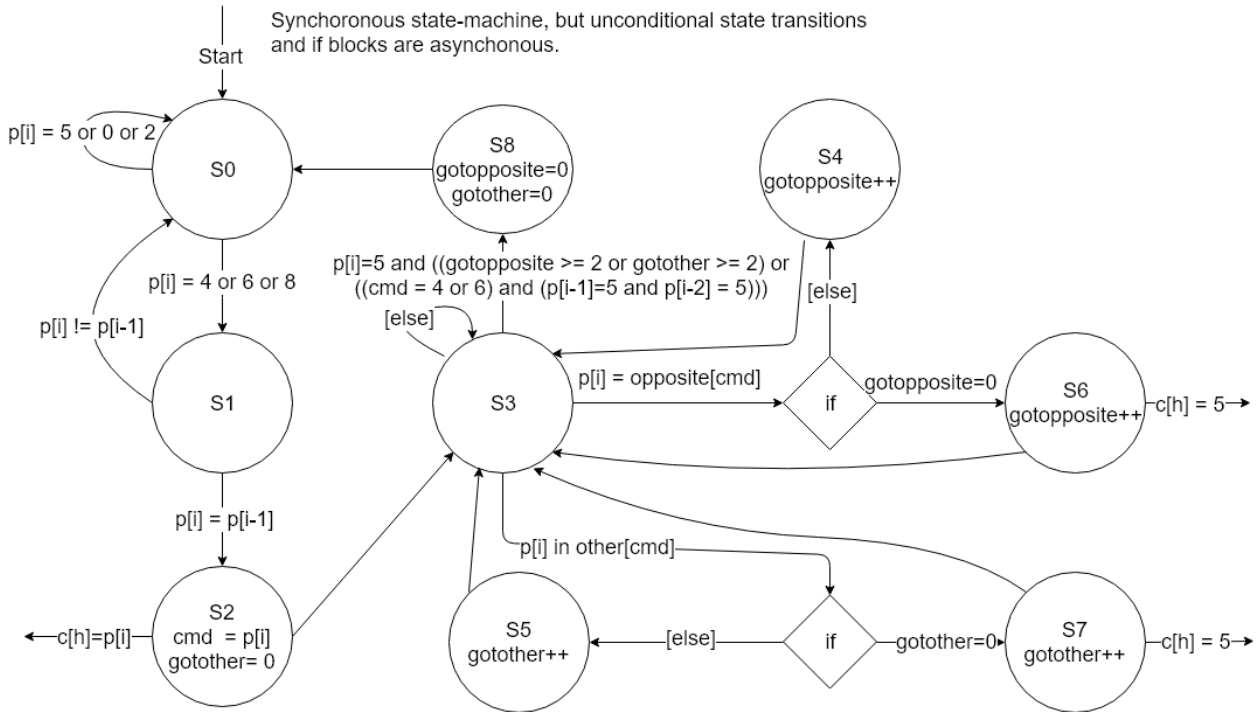 Synchoronous state-machine, but unconditional state transitions
and if blocks are asynchonous.
Start
p[i] = 5 or 0 or 2
S0
S8
gotopposite=0
gotother=0
S4
gotopposite++
p[i] = 4 or 6 or 8
p[i]=5 and ((gotopposite >= 2 or gotother >= 2) or
((cmd = 4 or 6) and (p[i-1]=5 and p[i-2] = 5)))
[else]
[else]
p[i] != p[i-1]
S1
S3
p[i] = opposite[cmd]
if
gotopposite=0
S6
gotopposite++
c[h] = 5
p[i] = p[i-1]
p[i] in other[cmd]
c[h]=p[i]
S2
cmd = p[i]
gotother= 0
S5
gotother++
[else]
if
gotother=0
S7
gotother++
c[h] = 5